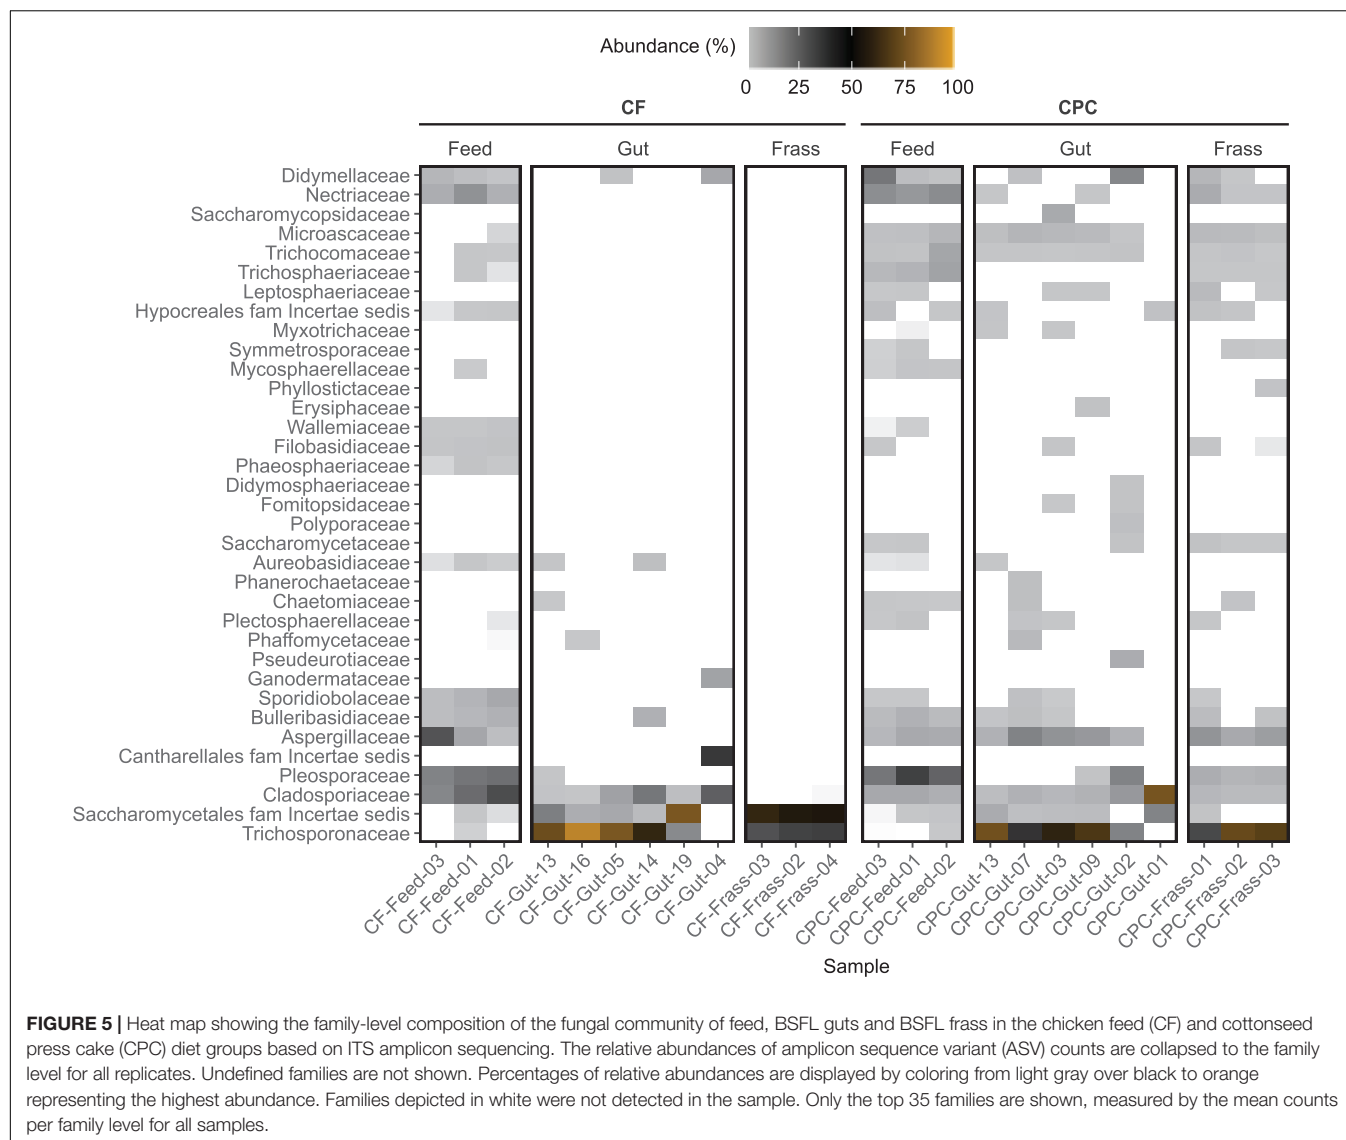 Abundance (%)
0 25 50 75 100
CF CPC
Feed Gut Frass Feed Gut Frass
Didymellaceae
Nectriaceae
Saccharomycopsidaceae
Microascaceae
Trichocomaceae
Trichosphaeriaceae
Leptosphaeriaceae
Hypocreales fam Incertae sedis
Myxotrichaceae
Symmetrosporaceae
Mycosphaerellaceae
Phyllostictaceae
Erysiphaceae
Wallemiaceae
Filobasidiaceae
Phaeosphaeriaceae
Didymosphaeriaceae
Fomitopsidaceae
Polyporaceae
Saccharomycetaceae
Aureobasidiaceae
Phanerochaetaceae
Chaetomiaceae
Plectosphaerellaceae
Phaffomycetaceae
Pseudeurotiaceae
Ganodermataceae
Sporidiobolaceae
Bulleribasidiaceae
Aspergillaceae
Cantharellales fam Incertae sedis
Pleosporaceae
Cladosporiaceae
Saccharomycetales fam Incertae sedis
Trichosporonaceae
CF-Feed-03
CF-Feed-01
CF-Feed-02
CF-Gut-13
CF-Gut-16
CF-Gut-05
CF-Gut-14
CF-Gut-19
CF-Gut-04
CF-Frass-03
CF-Frass-02
CF-Frass-04
CPC-Feed-03
CPC-Feed-01
CPC-Feed-02
CPC-Gut-13
CPC-Gut-07
CPC-Gut-03
CPC-Gut-09
CPC-Gut-02
CPC-Gut-01
CPC-Frass-01
CPC-Frass-02
CPC-Frass-03
Sample
FIGURE 5 | Heat map showing the family-level composition of the fungal community of feed, BSFL guts and BSFL frass in the chicken feed (CF) and cottonseed
press cake (CPC) diet groups based on ITS amplicon sequencing. The relative abundances of amplicon sequence variant (ASV) counts are collapsed to the family
level for all replicates. Undefined families are not shown. Percentages of relative abundances are displayed by coloring from light gray over black to orange
representing the highest abundance. Families depicted in white were not detected in the sample. Only the top 35 families are shown, measured by the mean counts
per family level for all samples.